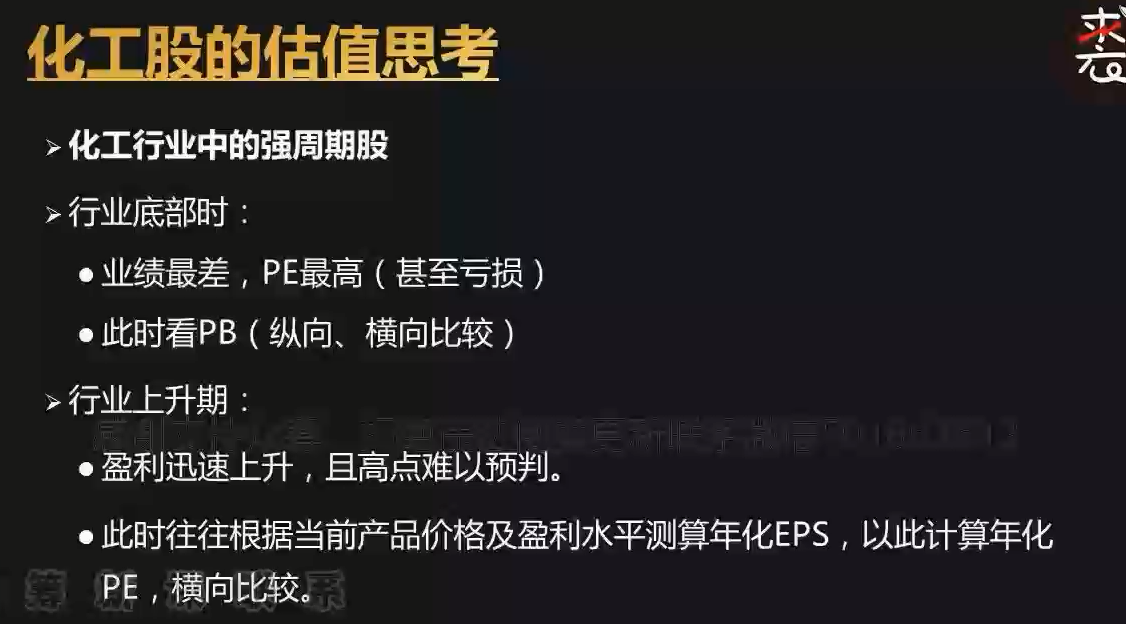 化工股的估值思考
求
化工行业中的强周期股
行业底部时：
业绩最差，PE最高（甚至亏损）
此时看PB（纵向、横向比较）
行业上升期：
盈利迅速上升，且高点难以预判。
此时往往根据当前产品价格及盈利水平测算年化EPS，以此计算年化
PE，横向比较。